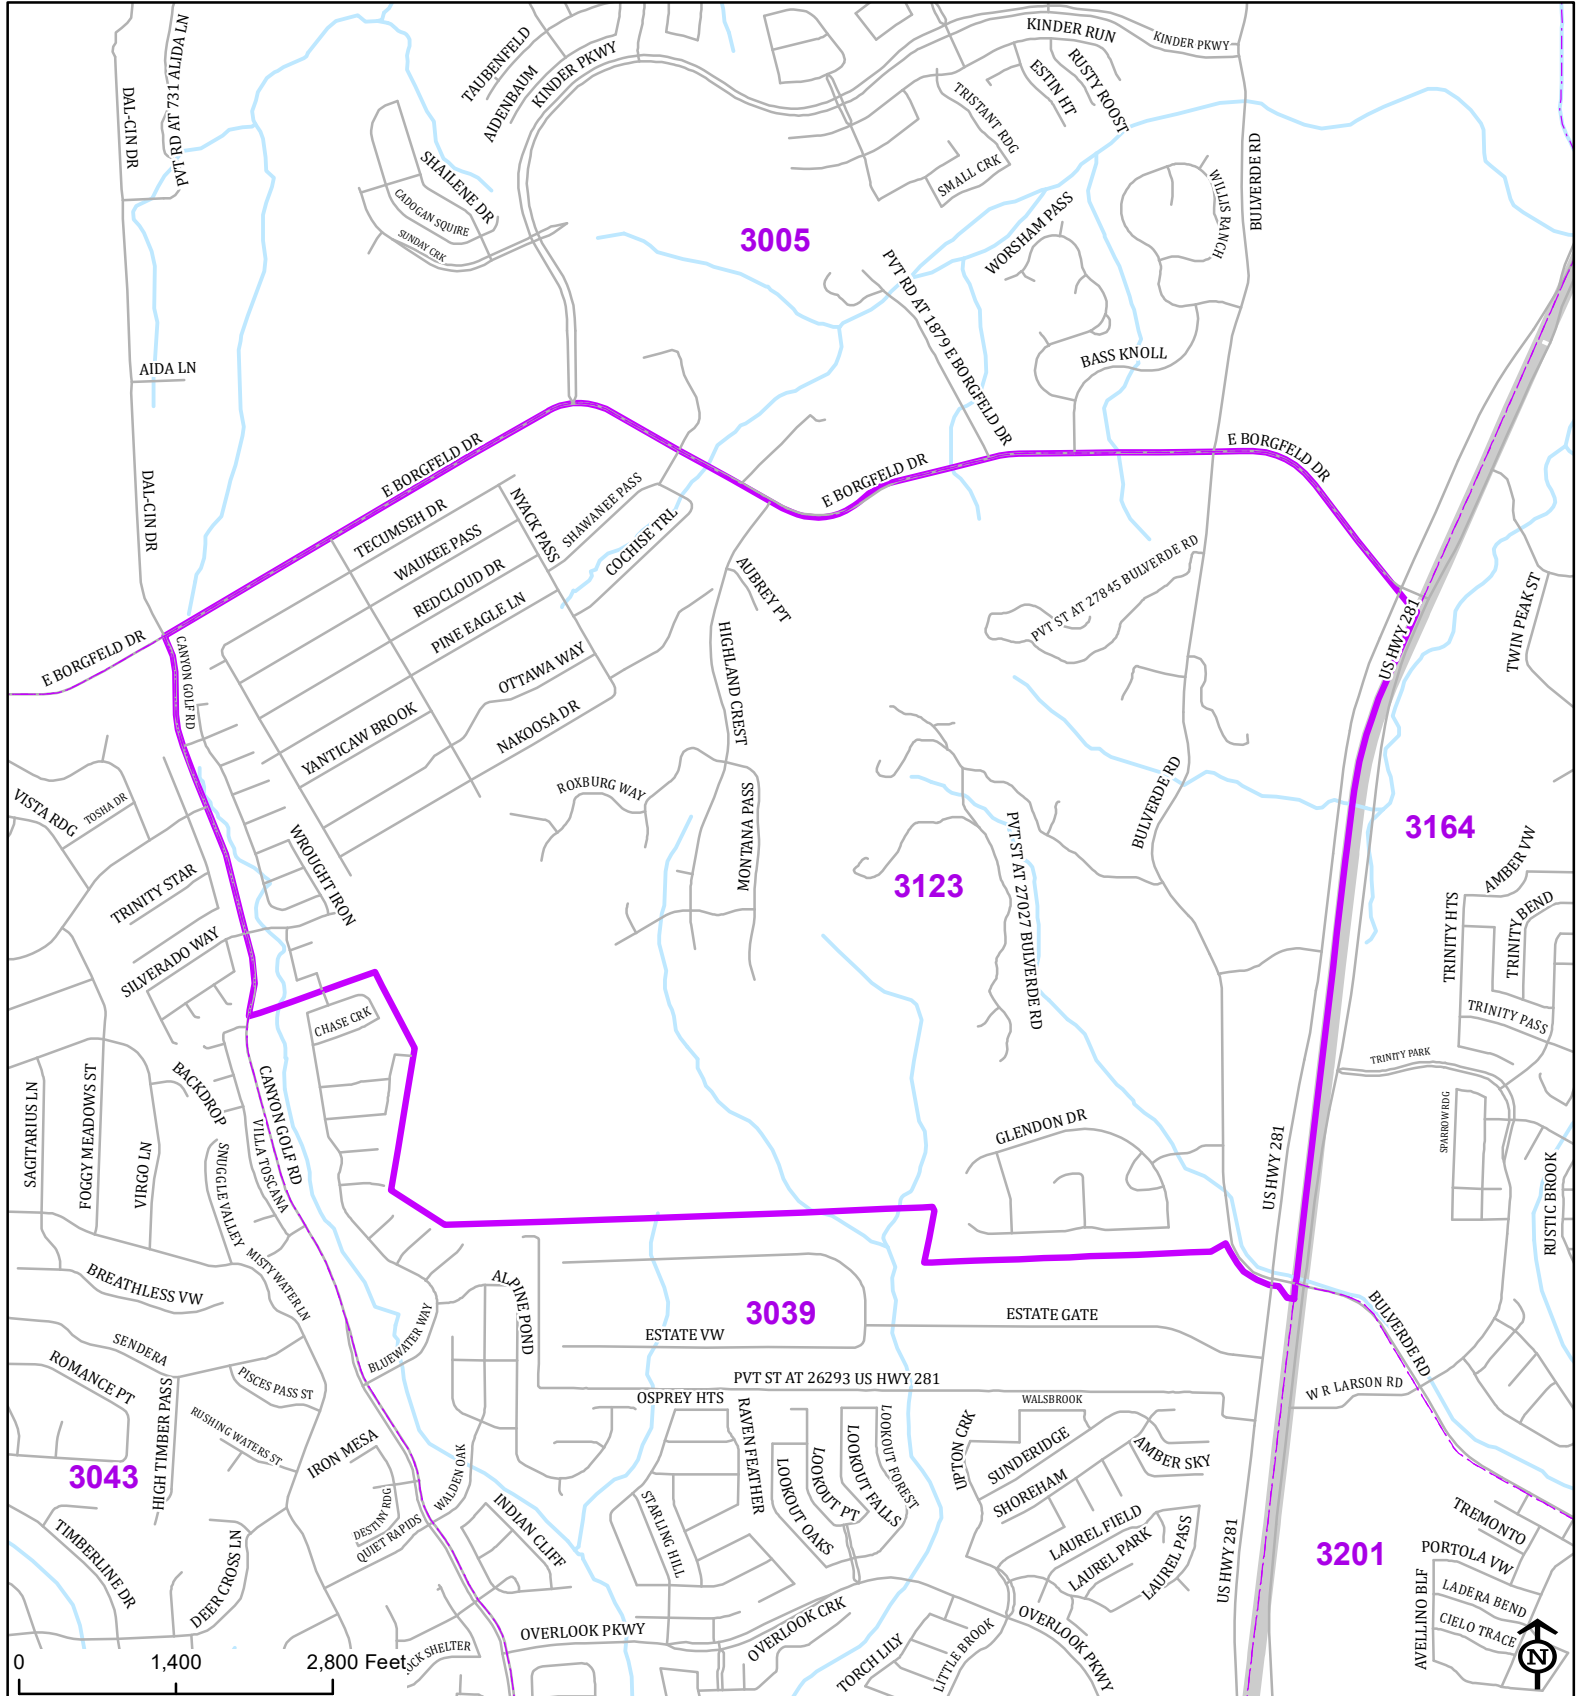 KINDER RUN
KINDER PKWY
TAUBENFELD
AIDENBAUM
KINDER PKWY
ESTIN HT
RUSTY ROOST
DAL-CIN DR
PVT RD AT 731 ALIDA LN
TRISTANT RDG
SMALL CRK
SHAILENE DR
CADOGAN SQUIRE
SUNDAY CRK
3005
WORSHAM PASS
WILLIS RANCH
BULVERDE RD
PVT RD AT 1879 E BORGFELD DR
BASS KNOLL
AIDA LN
DAL-CIN DR
E BORGFELD DR
E BORGFELD DR
E BORGFELD DR
TECUMSEH DR
NYACK PASS
SHAWANEE PASS
WAUKEE PASS
COCHISE TRL
REDCLOUD DR
PINE EAGLE LN
AUBREY PT
PVT ST AT 27845 BULVERDE RD
TWIN PEAK ST
US HWY 281
E BORGFELD DR
CANYON GOLF RD
OTTAWA WAY
HIGHLAND CREST
YANTICAW BROOK
NAKOOSA DR
ROXBURG WAY
MONTANA PASS
BULVERDE RD
VISTA RDG
TOSHA DR
3164
PVT ST AT 27027 BULVERDE RD
3123
WROUGHT IRON
TRINITY STAR
AMBER VW
TRINITY HTS
TRINITY BEND
SILVERADO WAY
CHASE CRK
TRINITY PASS
TRINITY PARK
BACKDROP
CANYON GOLF RD
SAGITARIUS LN
FOGGY MEADOWS ST
VIRGO LN
VILLA TOSCANA
SNUGGLE VALLEY
GLENDON DR
US HWY 281
SPARROW RDG
RUSTIC BROOK
MISTY WATER LN
BREATHLESS VW
ALPINE POND
3039
ESTATE GATE
BULVERDE RD
SENDERA
BLUEWATER WAY
ESTATE VW
ROMANCE PT
PISCES PASS ST
PVT ST AT 26293 US HWY 281
W R LARSON RD
HIGH TIMBER PASS
RUSHING WATERS ST
OSPREY HTS
RAVEN FEATHER
WALSBROOK
LOOKOUT FOREST
UPTON CRK
SUNDERIDGE
AMBER SKY
IRON MESA
3043
WALDEN OAK
LOOKOUT OAKS
LOOKOUT PT
LOOKOUT FALLS
SHOREHAM
DESTINY RDG
QUIET RAPIDS
INDIAN CLIFF
STARLING HILL
LAUREL FIELD
LAUREL PARK
LAUREL PASS
US HWY 281
3201
TREMONTO
PORTOLA VW
TIMBERLINE DR
DEER CROSS LN
LADERA BEND
AVELLINO BLF
CIELO TRACE
OVERLOOK PKWY
OVERLOOK CRK
OVERLOOK PKWY
TORCH LILY
LITTLE BROOK
OCK SHELTER
0 1,400 2,800 Feet
N